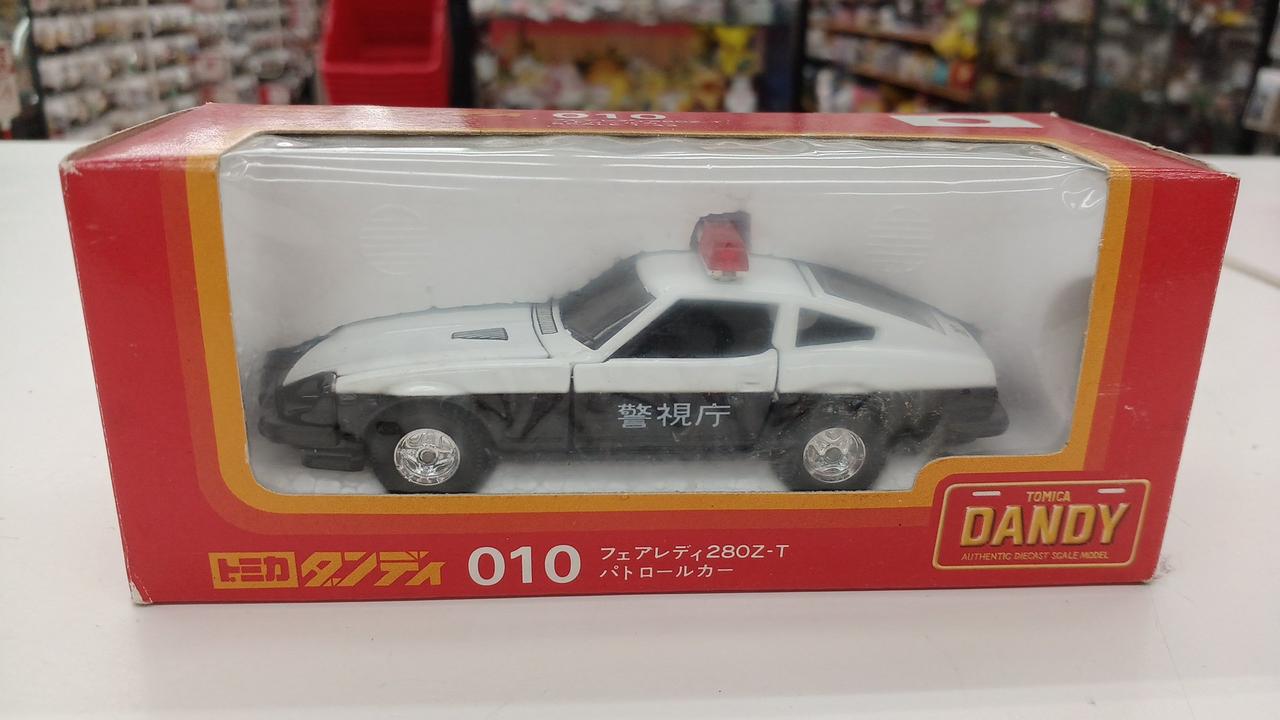 010
警視庁
トミカ ダンディ 010 フェアレディ280Z-T
パトロールカー
TOMICA
DANDY
AUTHENTIC DIECAST SCALE MODEL